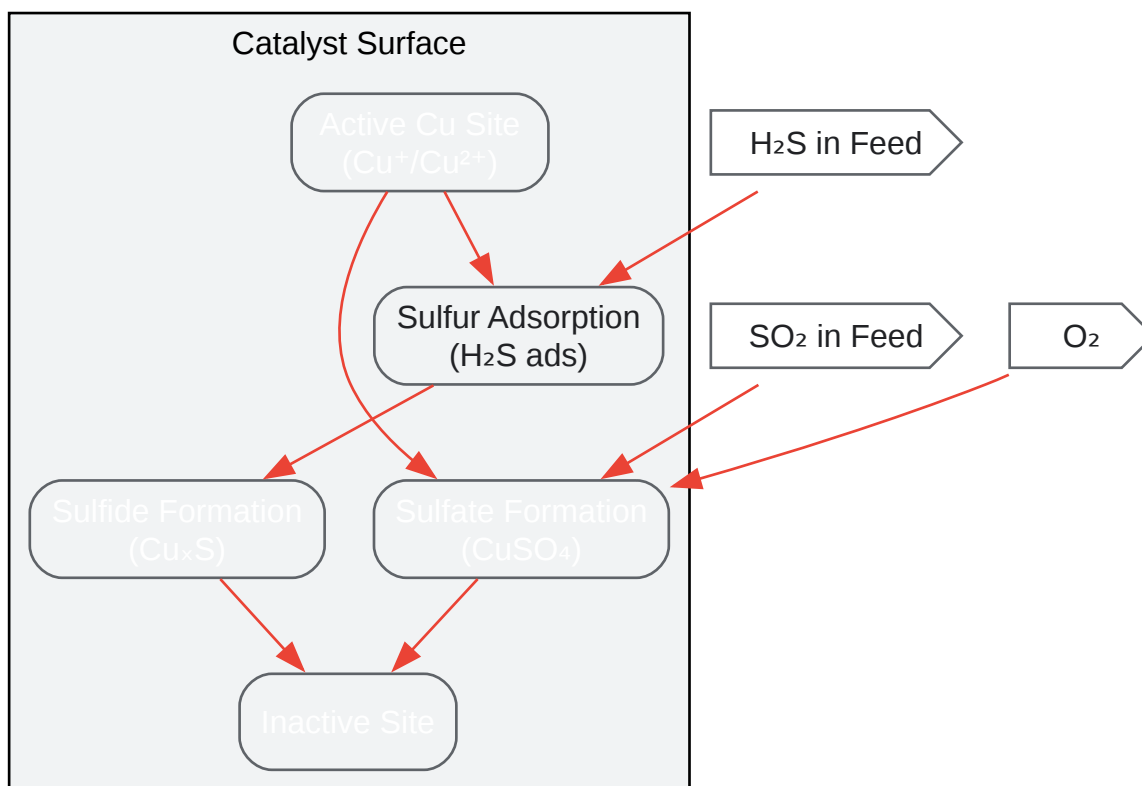 Catalyst Surface
Active Cu Site
(Cu⁺/Cu²⁺)
H₂S in Feed
Sulfur Adsorption
(H₂S ads)
SO₂ in Feed
O₂
Sulfide Formation
(CuₓS)
Sulfate Formation
(CuSO₄)
Inactive Site